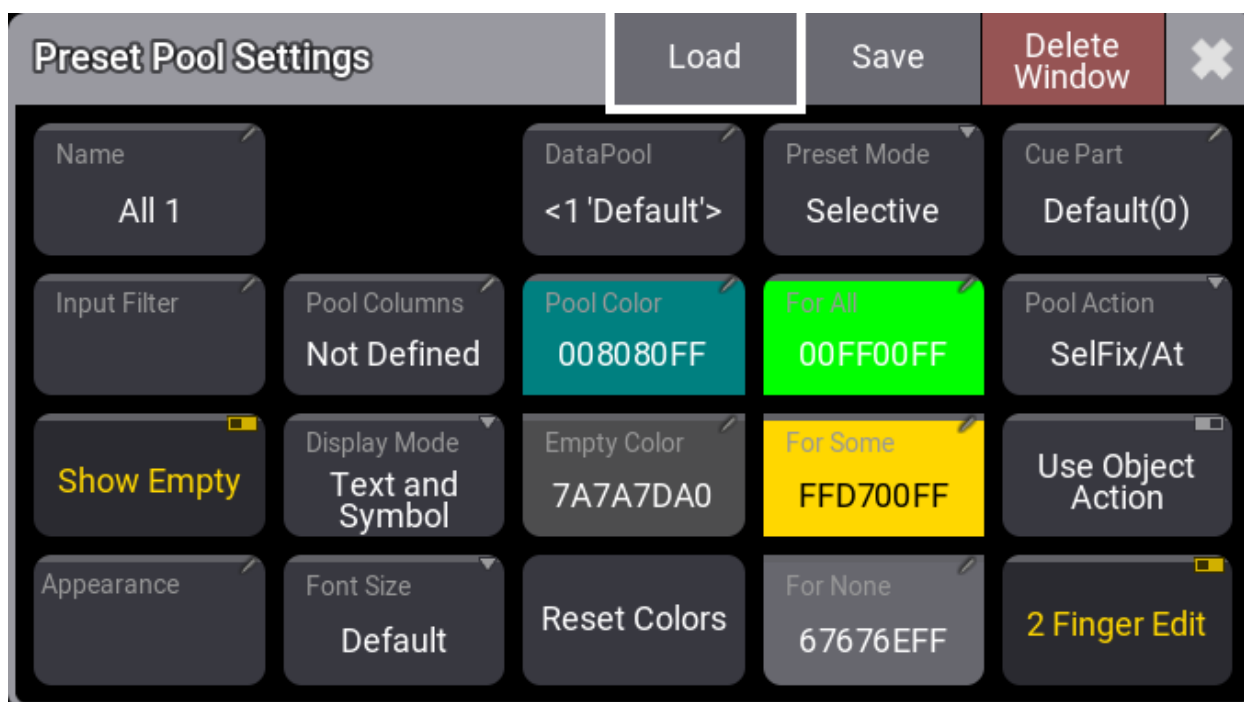 Preset Pool Settings
Load
Save
Delete
Window
Name
All 1
DataPool
<1 'Default'>
Preset Mode
Selective
Cue Part
Default(0)
Input Filter
Pool Columns
Not Defined
Pool Color
008080FF
For All
00FF00FF
Pool Action
SelFix/At
Show Empty
Display Mode
Text and
Symbol
Empty Color
7A7A7DA0
For Some
FFD700FF
Use Object
Action
Appearance
Font Size
Default
Reset Colors
For None
67676EFF
2 Finger Edit